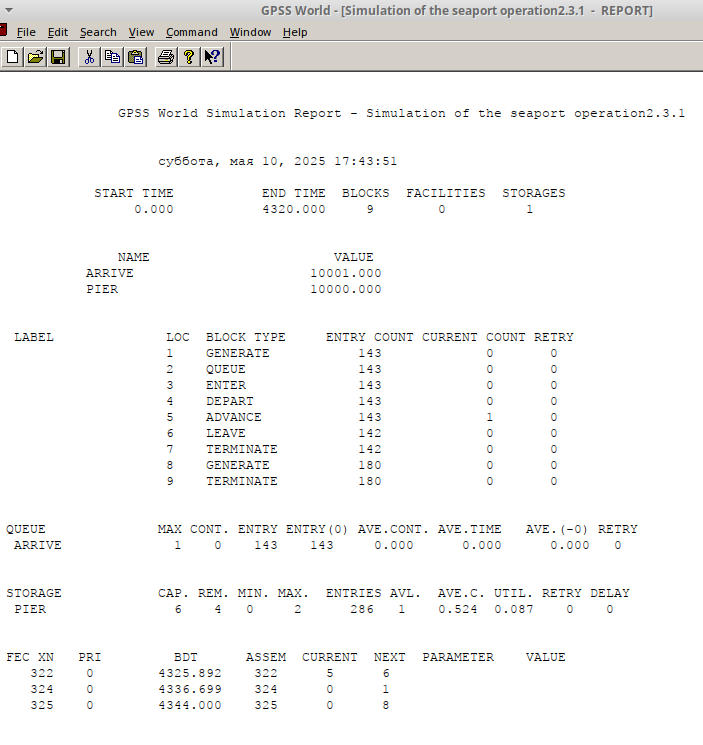 GPSS World - [Simulation of the seaport operation2.3.1 - REPORT]
File Edit Search View Command Window Help
GPSS World Simulation Report - Simulation of the seaport operation2.3.1
суббота, мая 10, 2025 17:43:51
START TIME END TIME BLOCKS FACILITIES STORAGES
0.000 4320.000 9 0 1
NAME VALUE
ARRIVE 10001.000
PIER 10000.000
LABEL LOC BLOCK TYPE ENTRY COUNT CURRENT COUNT RETRY
1 GENERATE 143 0 0
2 QUEUE 143 0 0
3 ENTER 143 0 0
4 DEPART 143 0 0
5 ADVANCE 143 1 0
6 LEAVE 142 0 0
7 TERMINATE 142 0 0
8 GENERATE 180 0 0
9 TERMINATE 180 0 0
QUEUE MAX CONT. ENTRY ENTRY(0) AVE.CONT. AVE.TIME AVE.(-0) RETRY
ARRIVE 1 0 143 143 0.000 0.000 0.000 0
STORAGE CAP. REM. MIN. MAX. ENTRIES AVL. AVE.C. UTIL. RETRY DELAY
PIER 6 4 0 2 286 1 0.524 0.087 0 0
FEC XN PRI BDT ASSEM CURRENT NEXT PARAMETER VALUE
322 0 4325.892 322 5 6
324 0 4336.699 324 0 1
325 0 4344.000 325 0 8